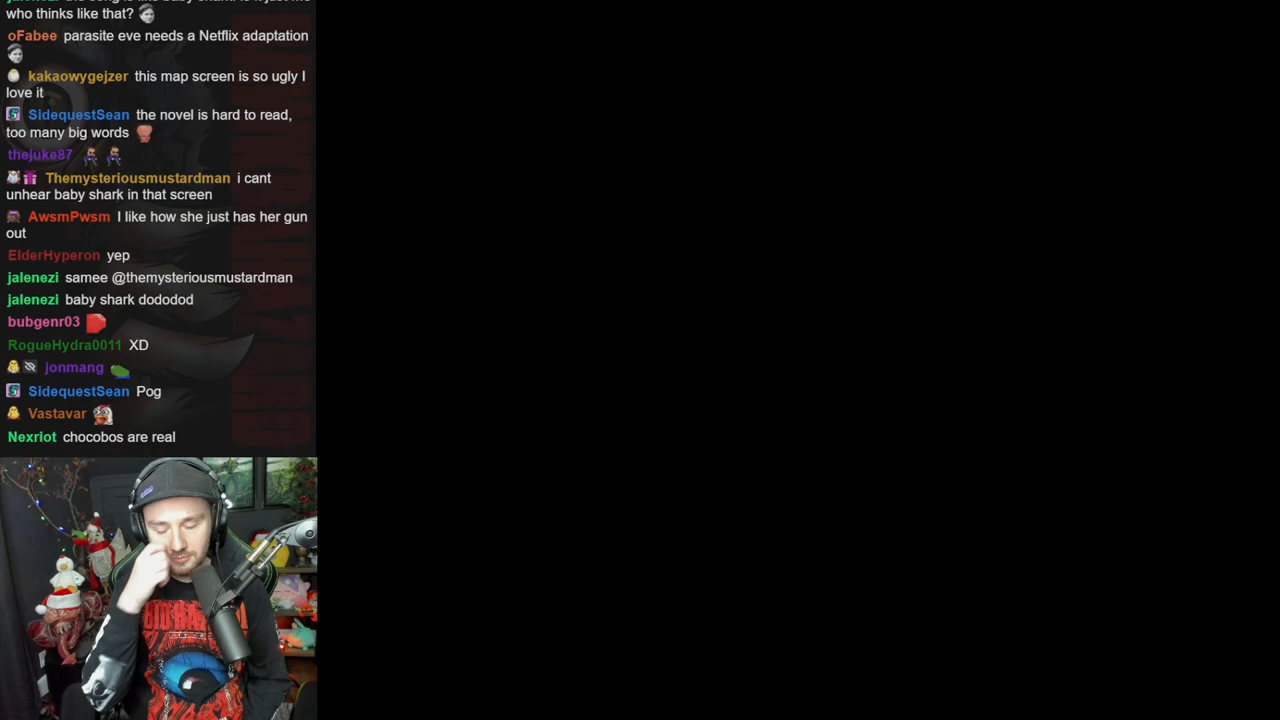 who thinks like that?
oFabee parasite eve needs a Netflix adaptation
kakaowygejzer this map screen is so ugly I
love it
SidequestSean the novel is hard to read,
too many big words
thejuke87
Themysteriousmustardman i cant
unhear baby shark in that screen
AwsmPwsm I like how she just has her gun
out
ElderHyperon yep
jalenezi samee @themysteriousmustardman
jalenezi baby shark dododod
bubgenr03
RogueHydra0011 XD
jonmang
SidequestSean Pog
Vastavar
Nexriot chocobos are real